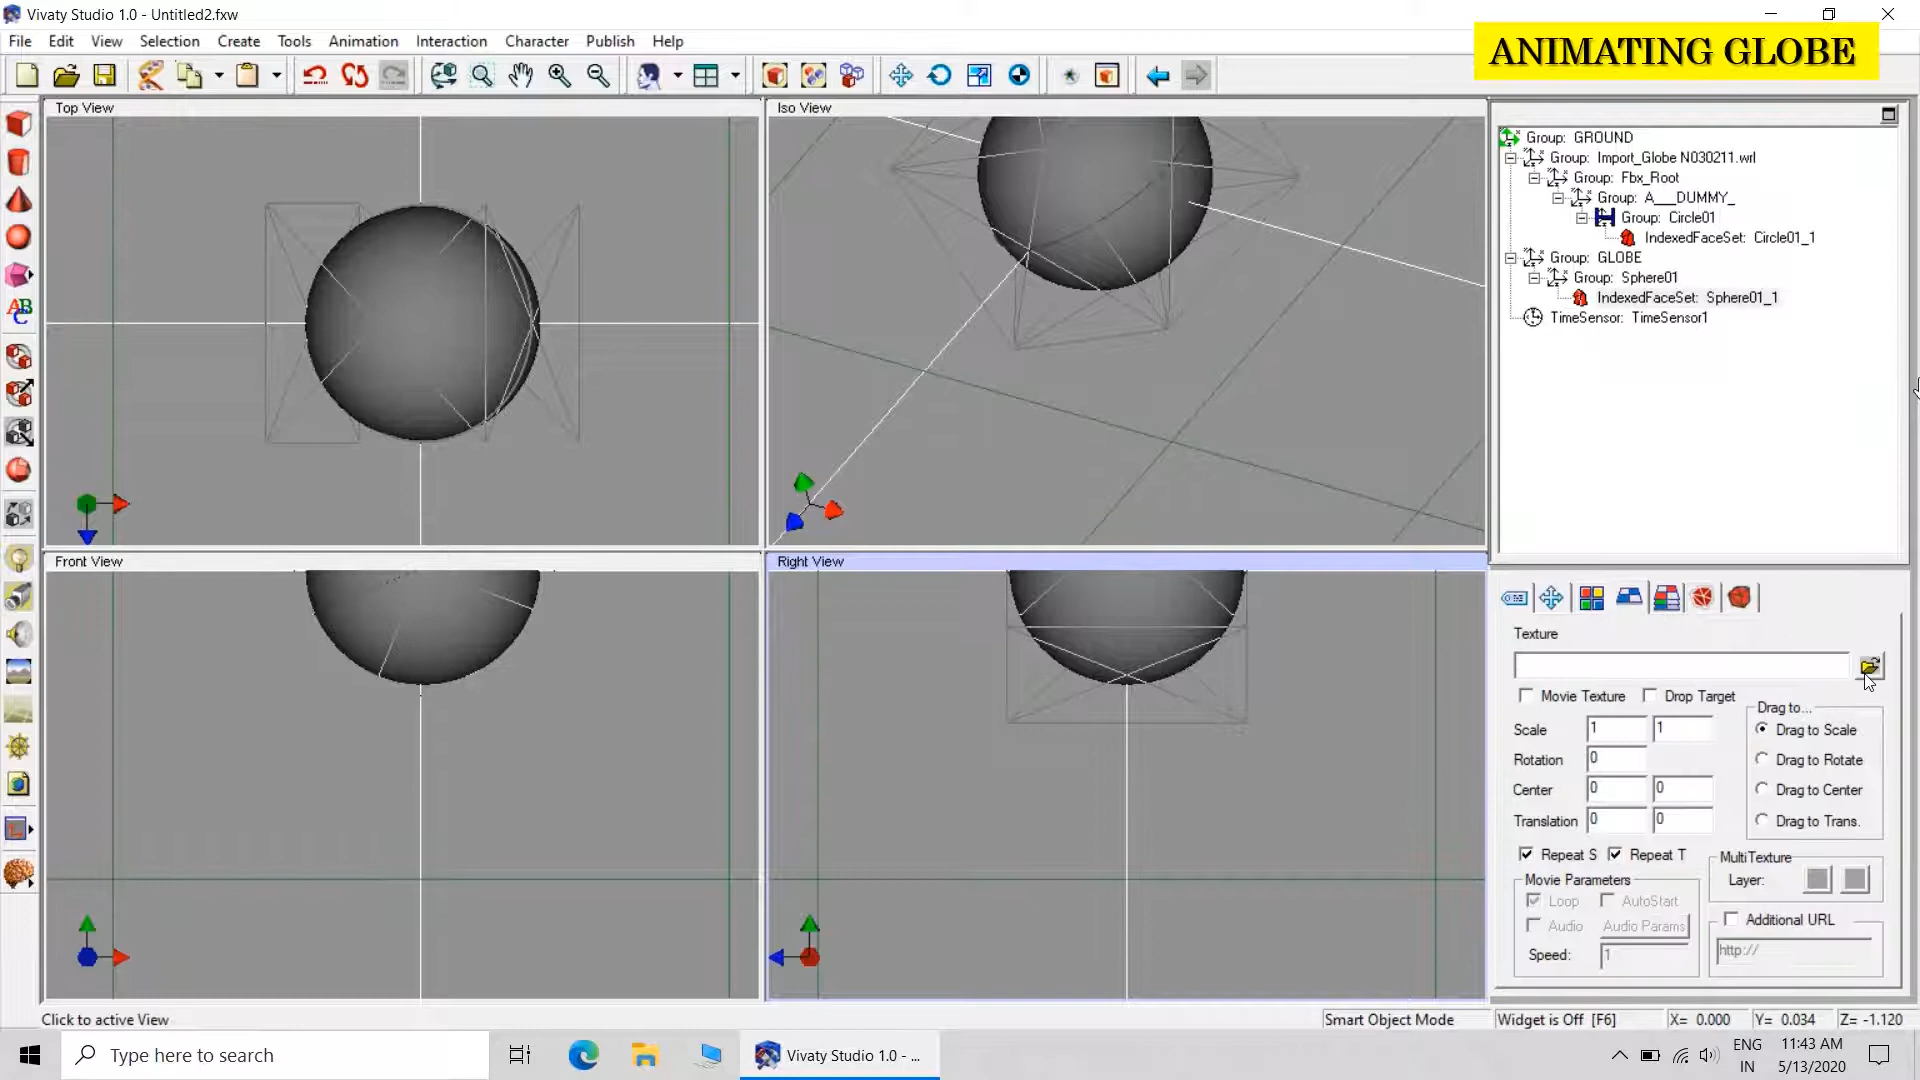 Vivaty Studio 1.0 - Untitled2.fxw
File Edit View Selection Create Tools Animation Interaction Character Publish Help
ANIMATING GLOBE
Top View
Iso View
Group: GROUND
Group: Import_Globe N030211.wrl
Group: Fbx_Root
Group: A___DUMMY_
Group: Circle01
IndexedFaceSet: Circle01_1
Group: GLOBE
Group: Sphere01
IndexedFaceSet: Sphere01_1
TimeSensor: TimeSensor1
ABC
Front View
Right View
Texture
Movie Texture Drop Target
Drag to...
Scale 1 1 Drag to Scale
Rotation 0 Drag to Rotate
Center 0 0 Drag to Center
Translation 0 0 Drag to Trans.
Repeat S Repeat T
MultiTexture
Layer:
Movie Parameters
Loop AutoStart
Audio Audio Params
Speed: 1
Additional URL
http://
Click to active View
Smart Object Mode
Widget is Off [F6]
X= 0.000
Y= 0.034
Z= -1.120
Type here to search
Vivaty Studio 1.0 - ...
ENG
IN
11:43 AM
5/13/2020